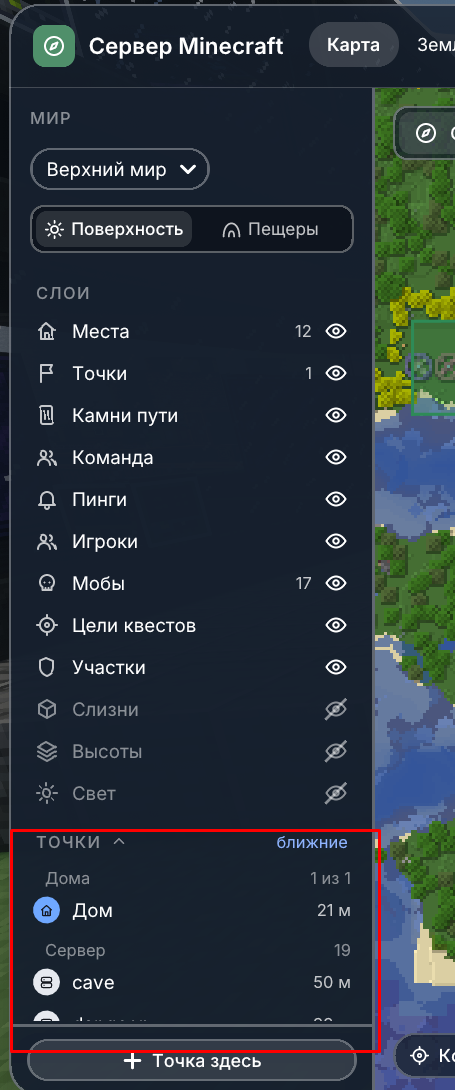 Сервер Minecraft
Карта
МИР
Верхний мир
Поверхность
Пещеры
СЛОИ
Места 12
Точки 1
Камни пути
Команда
Пинги
Игроки
Мобы 17
Цели квестов
Участки
Слизни
Высоты
Свет
ТОЧКИ ближние
Дома 1 из 1
Дом 21 м
Сервер 19
cave 50 м
Точка здесь